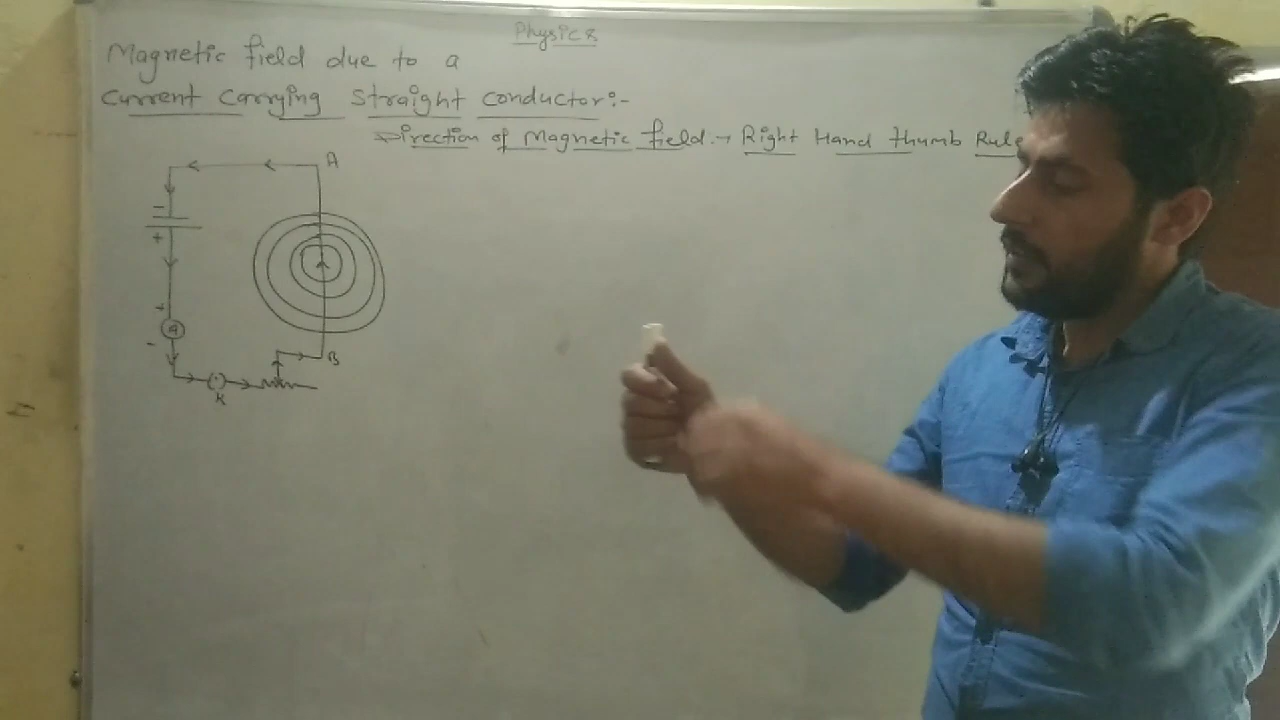 Physics
Magnetic field due to a
Current Carrying Straight Conductor:-
Direction of Magnetic field.→ Right Hand thumb Rule
A
-
+
+
A
-
B
(·)
K